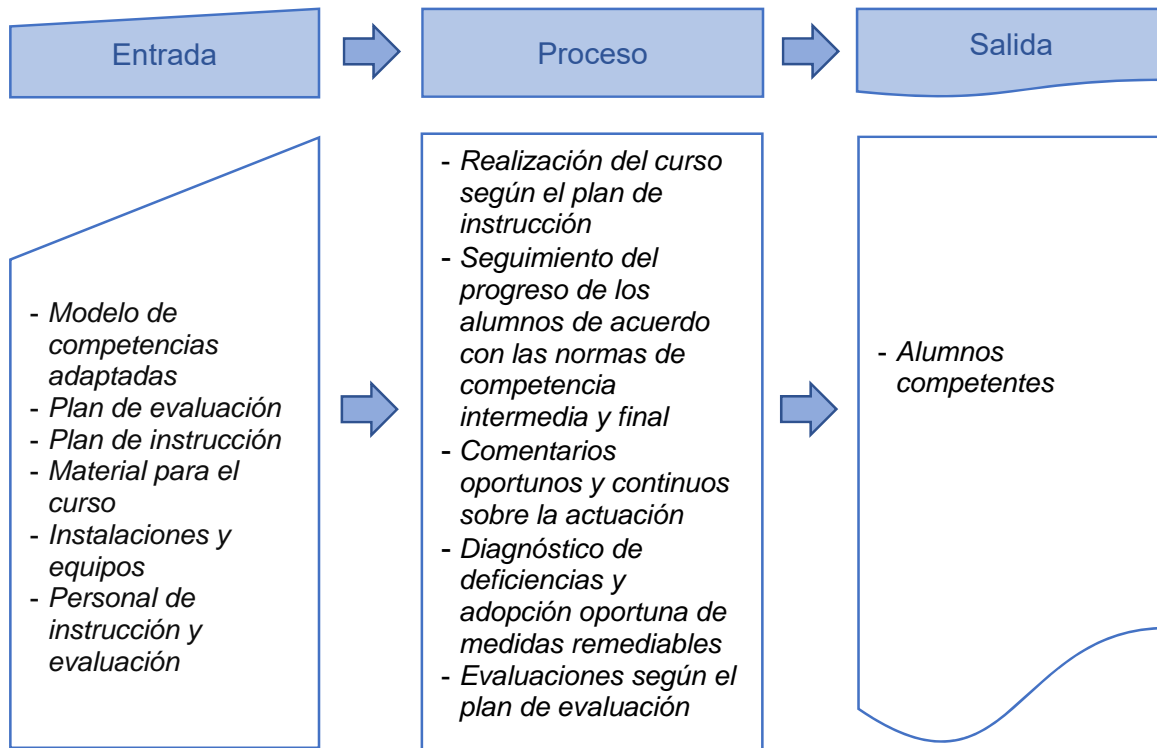 Entrada
Proceso
Salida
- Modelo de
competencias
adaptadas
- Plan de evaluación
- Plan de instrucción
- Material para el
curso
- Instalaciones y
equipos
- Personal de
instrucción y
evaluación
- Realización del curso
según el plan de
instrucción
- Seguimiento del
progreso de los
alumnos de acuerdo
con las normas de
competencia
intermedia y final
- Comentarios
oportunos y continuos
sobre la actuación
- Diagnóstico de
deficiencias y
adopción oportuna de
medidas remediables
- Evaluaciones según el
plan de evaluación
- Alumnos
competentes